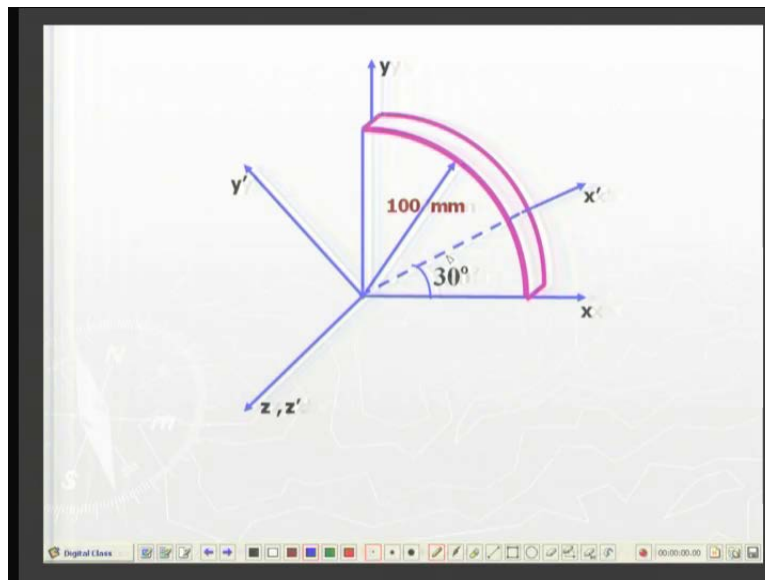 y
y′
x′
100 mm
30°
x
z , z′
N
m
S
Digital Class
00:00:00.00